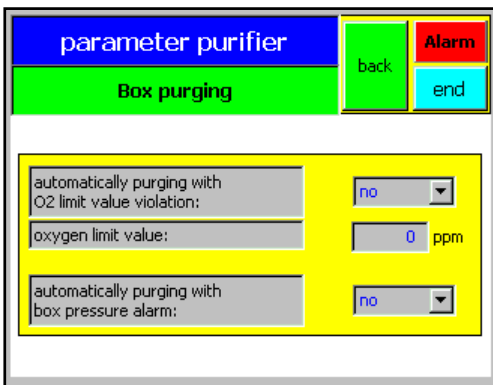 parameter purifier
Box purging
back
Alarm
end
automatically purging with
O2 limit value violation:
no
oxygen limit value:
0 ppm
automatically purging with
box pressure alarm:
no